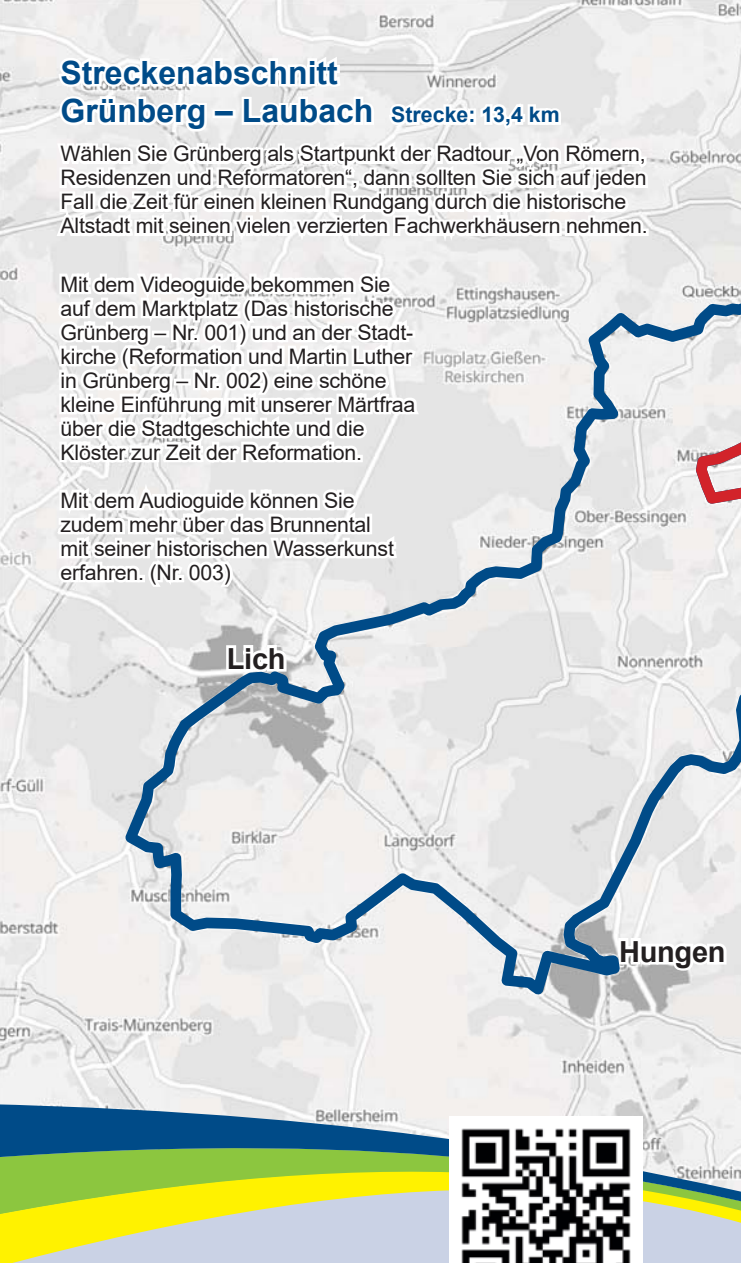 Bersrod
Winnerod
Streckenabschnitt
Grünberg – Laubach Strecke: 13,4 km
Wählen Sie Grünberg als Startpunkt der Radtour „Von Römern,
Residenzen und Reformatoren“, dann sollten Sie sich auf jeden
Fall die Zeit für einen kleinen Rundgang durch die historische
Altstadt mit seinen vielen verzierten Fachwerkhäusern nehmen.
Mit dem Videoguide bekommen Sie
auf dem Marktplatz (Das historische
Grünberg – Nr. 001) und an der Stadt-
kirche (Reformation und Martin Luther
in Grünberg – Nr. 002) eine schöne
kleine Einführung mit unserer Märtfraa
über die Stadtgeschichte und die
Klöster zur Zeit der Reformation.
Mit dem Audioguide können Sie
zudem mehr über das Brunnental
mit seiner historischen Wasserkunst
erfahren. (Nr. 003)
Göbelnrod
Oppenrod
Ettingshausen-
Flugplatzsiedlung
Flugplatz Gießen-
Reiskirchen
Ober-Bessingen
Nonnenroth
Lich
Birklar
Langsdorf
Hungen
Trais-Münzenberg
Inheiden
Bellersheim
Steinheim